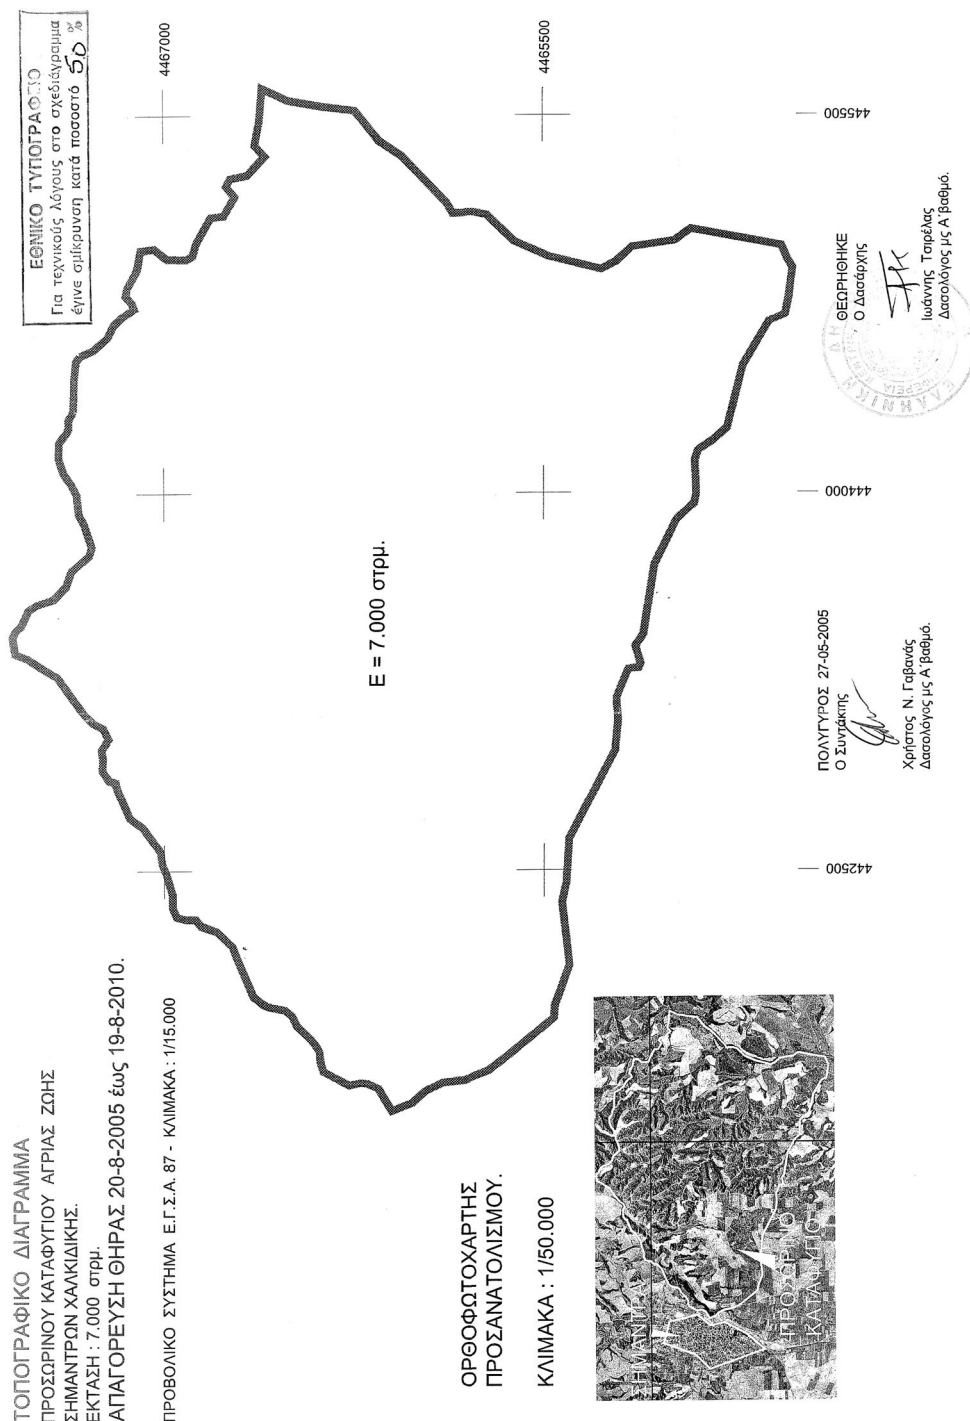 ΤΟΠΟΓΡΑΦΙΚΟ ΔΙΑΓΡΑΜΜΑ
ΠΡΟΣΩΡΙΝΟΥ ΚΑΤΑΦΥΓΙΟΥ ΑΓΡΙΑΣ ΖΩΗΣ
ΣΗΜΑΝΤΡΩΝ ΧΑΛΚΙΔΙΚΗΣ.
ΕΚΤΑΣΗ : 7.000 στρμ.
ΑΠΑΓΟΡΕΥΣΗ ΘΗΡΑΣ 20-8-2005 έως 19-8-2010.
ΠΡΟΒΟΛΙΚΟ ΣΥΣΤΗΜΑ Ε.Γ.Σ.Α. 87 - ΚΛΙΜΑΚΑ : 1/15.000
ΕΘΝΙΚΟ ΤΥΠΟΓΡΑΦΕΙΟ
Για τεχνικούς λόγους στο σχεδιάγραμμα
έγινε σμίκρυνση κατά ποσοστό 50 %
4467000
4465500
445500
444000
442500
Ε = 7.000 στρμ.
ΟΡΘΟΦΩΤΟΧΑΡΤΗΣ
ΠΡΟΣΑΝΑΤΟΛΙΣΜΟΥ.
ΚΛΙΜΑΚΑ : 1/50.000
ΣΗΜΑΝΤΡΑ
ΠΡΟΣΩΡΙΝΟ
ΚΑΤΑΦΥΓΙΟ
ΠΟΛΥΓΥΡΟΣ 27-05-2005
Ο Συντάκτης
Χρήστος Ν. Γαβανάς
Δασολόγος με Α΄βαθμό.
ΘΕΩΡΗΘΗΚΕ
Ο Δασάρχης
Ιωάννης Τσιρέλας
Δασολόγος με Α΄βαθμό.
ΕΛΛΗΝΙΚΗ